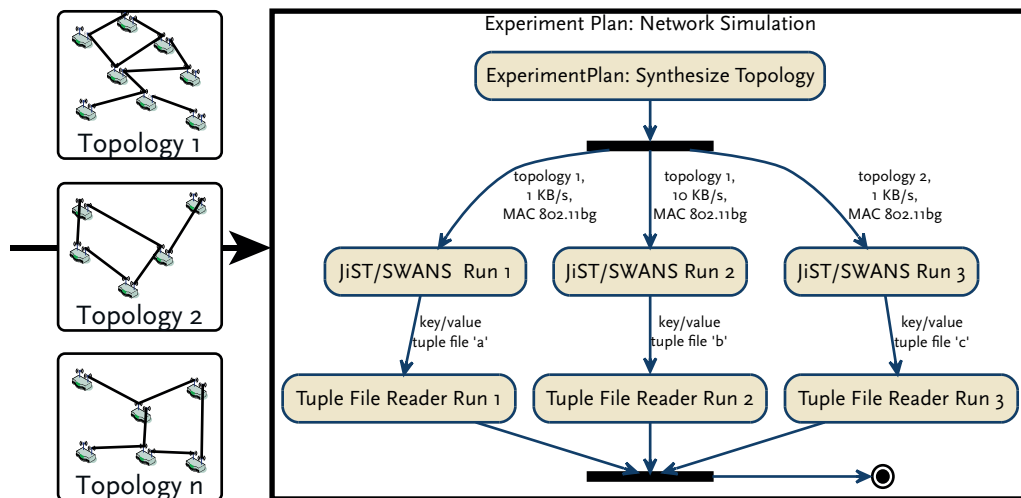 Topology 1
Topology 2
Topology n
Experiment Plan: Network Simulation
ExperimentPlan: Synthesize Topology
topology 1,
1 KB/s,
MAC 802.11bg
topology 1,
10 KB/s,
MAC 802.11bg
topology 2,
1 KB/s,
MAC 802.11bg
JiST/SWANS Run 1
JiST/SWANS Run 2
JiST/SWANS Run 3
key/value
tuple file 'a'
key/value
tuple file 'b'
key/value
tuple file 'c'
Tuple File Reader Run 1
Tuple File Reader Run 2
Tuple File Reader Run 3